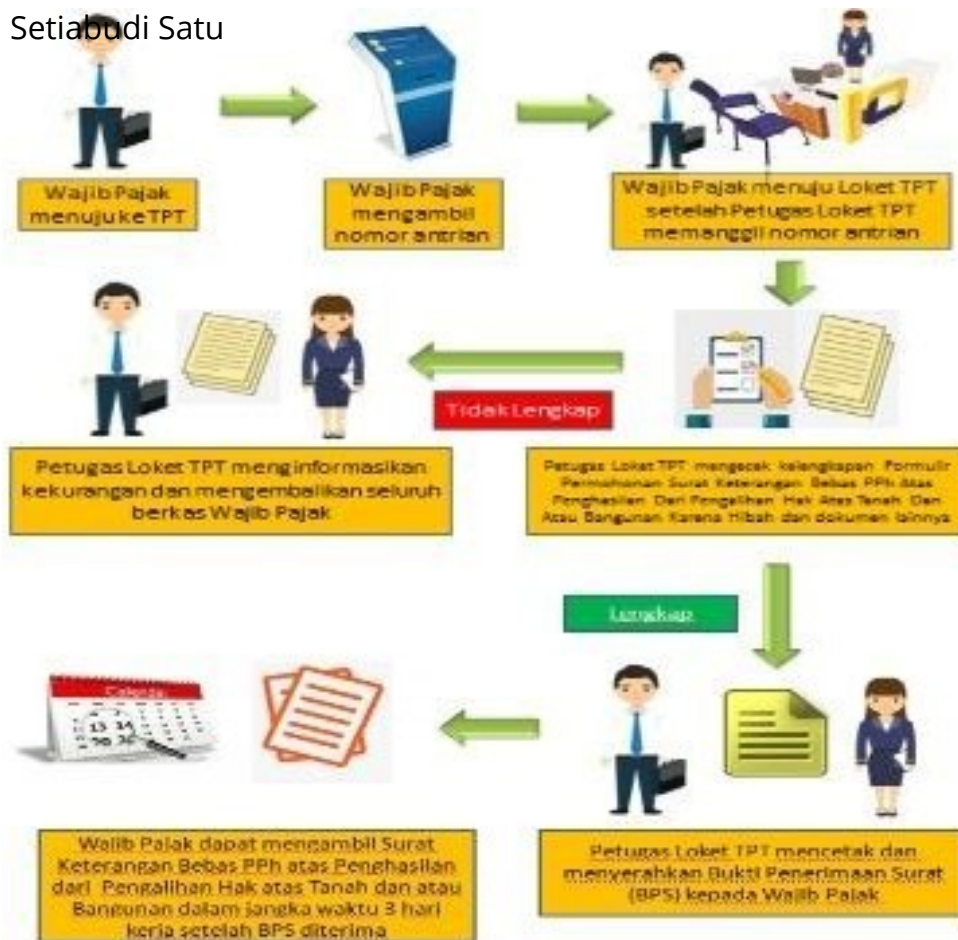 Setiabudi Satu
Wajib Pajak
menuju ke TPT
Wajib Pajak
mengambil
nomor antrian
Wajib Pajak menuju Loket TPT
setelah Petugas Loket TPT
memanggil nomor antrian
Tidak Lengkap
Petugas Loket TPT menginformasikan
kekurangan dan mengembalikan seluruh
berkas Wajib Pajak
Petugas Loket TPT mengecek kelengkapan Formulir
Permohonan Surat Keterangan Bebas PPh Atas
Penghasilan Dari Pengalihan Hak Atas Tanah Dan
Atau Bangunan Karena Hibah dan dokumen lainnya
Lengkap
Calendar
13 14
Petugas Loket TPT mencetak dan
menyerahkan Bukti Penerimaan Surat
(BPS) kepada Wajib Pajak
Wajib Pajak dapat mengambil Surat
Keterangan Bebas PPh atas Penghasilan
dari Pengalihan Hak atas Tanah dan atau
Bangunan dalam jangka waktu 3 hari
kerja setelah BPS diterima